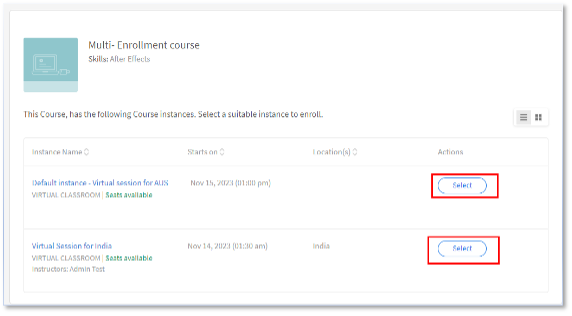 Multi- Enrollment course
Skills: After Effects
This Course, has the following Course instances. Select a suitable instance to enroll.
Instance Name Starts on Location(s) Actions
Default instance - Virtual session for AUS Nov 15, 2023 (01:00 pm) Select
VIRTUAL CLASSROOM | Seats available
Virtual Session for India Nov 14, 2023 (01:30 am) India Select
VIRTUAL CLASSROOM | Seats available
Instructors: Admin Test